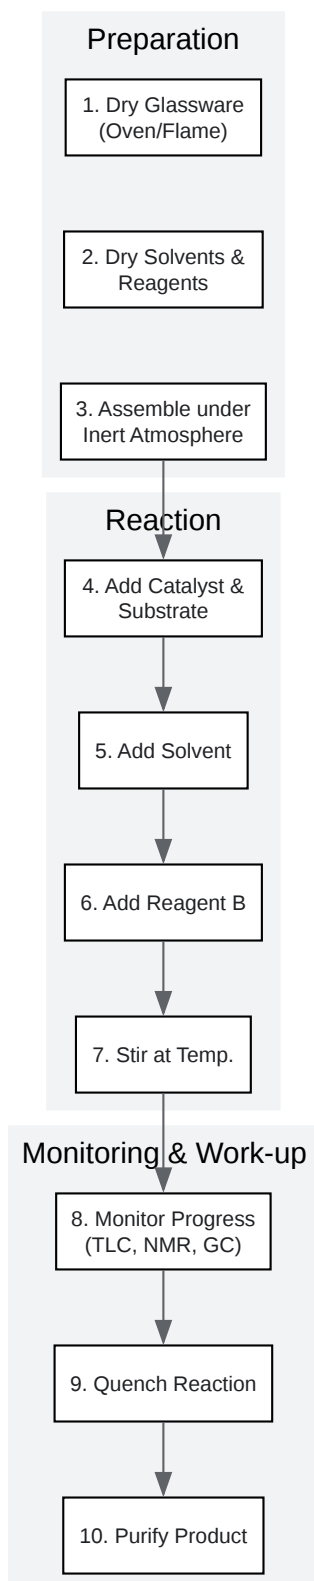 Preparation
1. Dry Glassware
(Oven/Flame)
2. Dry Solvents &
Reagents
3. Assemble under
Inert Atmosphere
Reaction
4. Add Catalyst &
Substrate
5. Add Solvent
6. Add Reagent B
7. Stir at Temp.
Monitoring & Work-up
8. Monitor Progress
(TLC, NMR, GC)
9. Quench Reaction
10. Purify Product